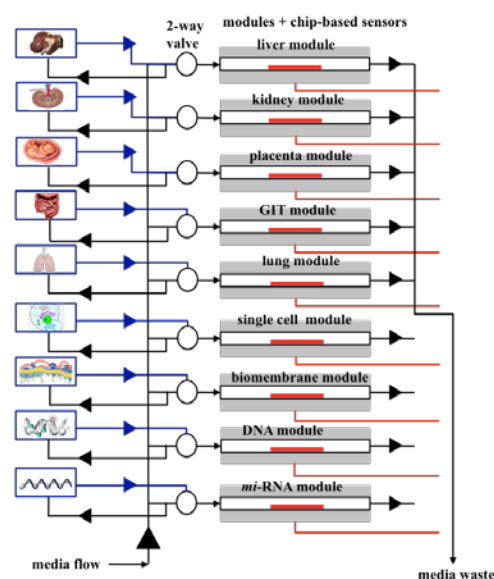 2-way
valve
modules + chip-based sensors
liver module
kidney module
placenta module
GIT module
lung module
single cell module
biomembrane module
DNA module
mi-RNA module
media flow
media waste